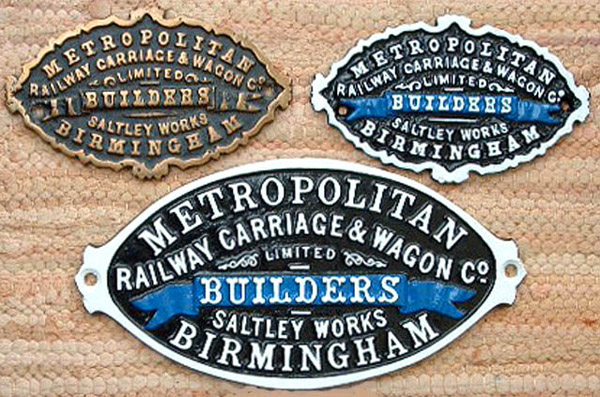 METROPOLITAN
RAILWAY CARRIAGE & WAGON Co
LIMITED
BUILDERS
SALTLEY WORKS
BIRMINGHAM
METROPOLITAN
RAILWAY CARRIAGE & WAGON Co
LIMITED
BUILDERS
SALTLEY WORKS
BIRMINGHAM
METROPOLITAN
RAILWAY CARRIAGE & WAGON Co
LIMITED
BUILDERS
SALTLEY WORKS
BIRMINGHAM